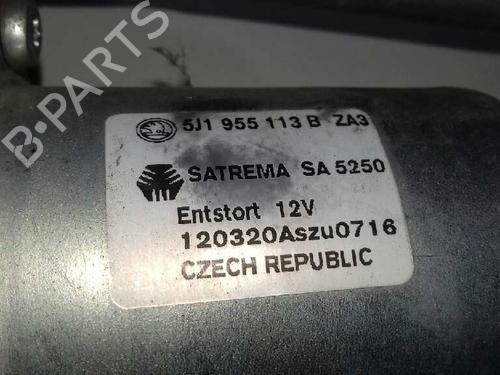 5J1 955 113 B ZA3
SATREMA SA 5250
Entstort 12V
120320Aszu0716
CZECH REPUBLIC
B-PARTS